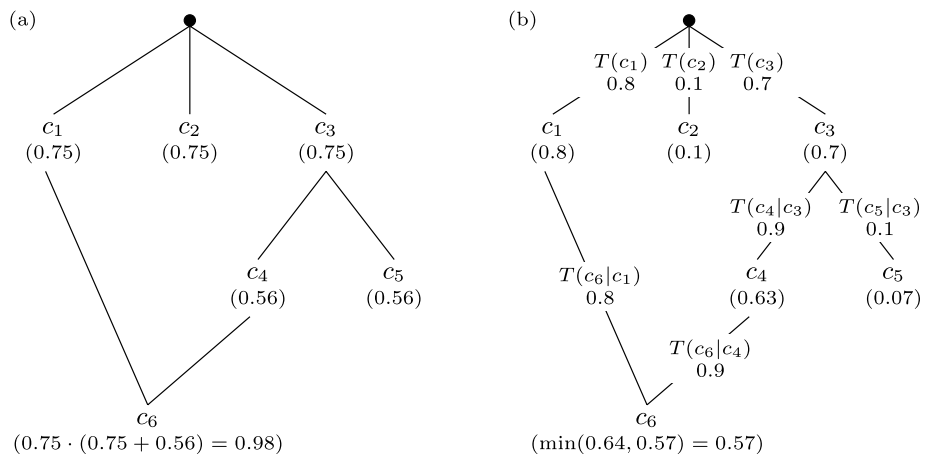 (a)
c₁ c₂ c₃
(0.75) (0.75) (0.75)
c₄ c₅
(0.56) (0.56)
c₆
(0.75 · (0.75 + 0.56) = 0.98)
(b)
T(c₁) T(c₂) T(c₃)
0.8 0.1 0.7
c₁ c₂ c₃
(0.8) (0.1) (0.7)
T(c₄|c₃) T(c₅|c₃)
0.9 0.1
T(c₆|c₁) c₄ c₅
0.8 (0.63) (0.07)
T(c₆|c₄)
0.9
c₆
(min(0.64, 0.57) = 0.57)